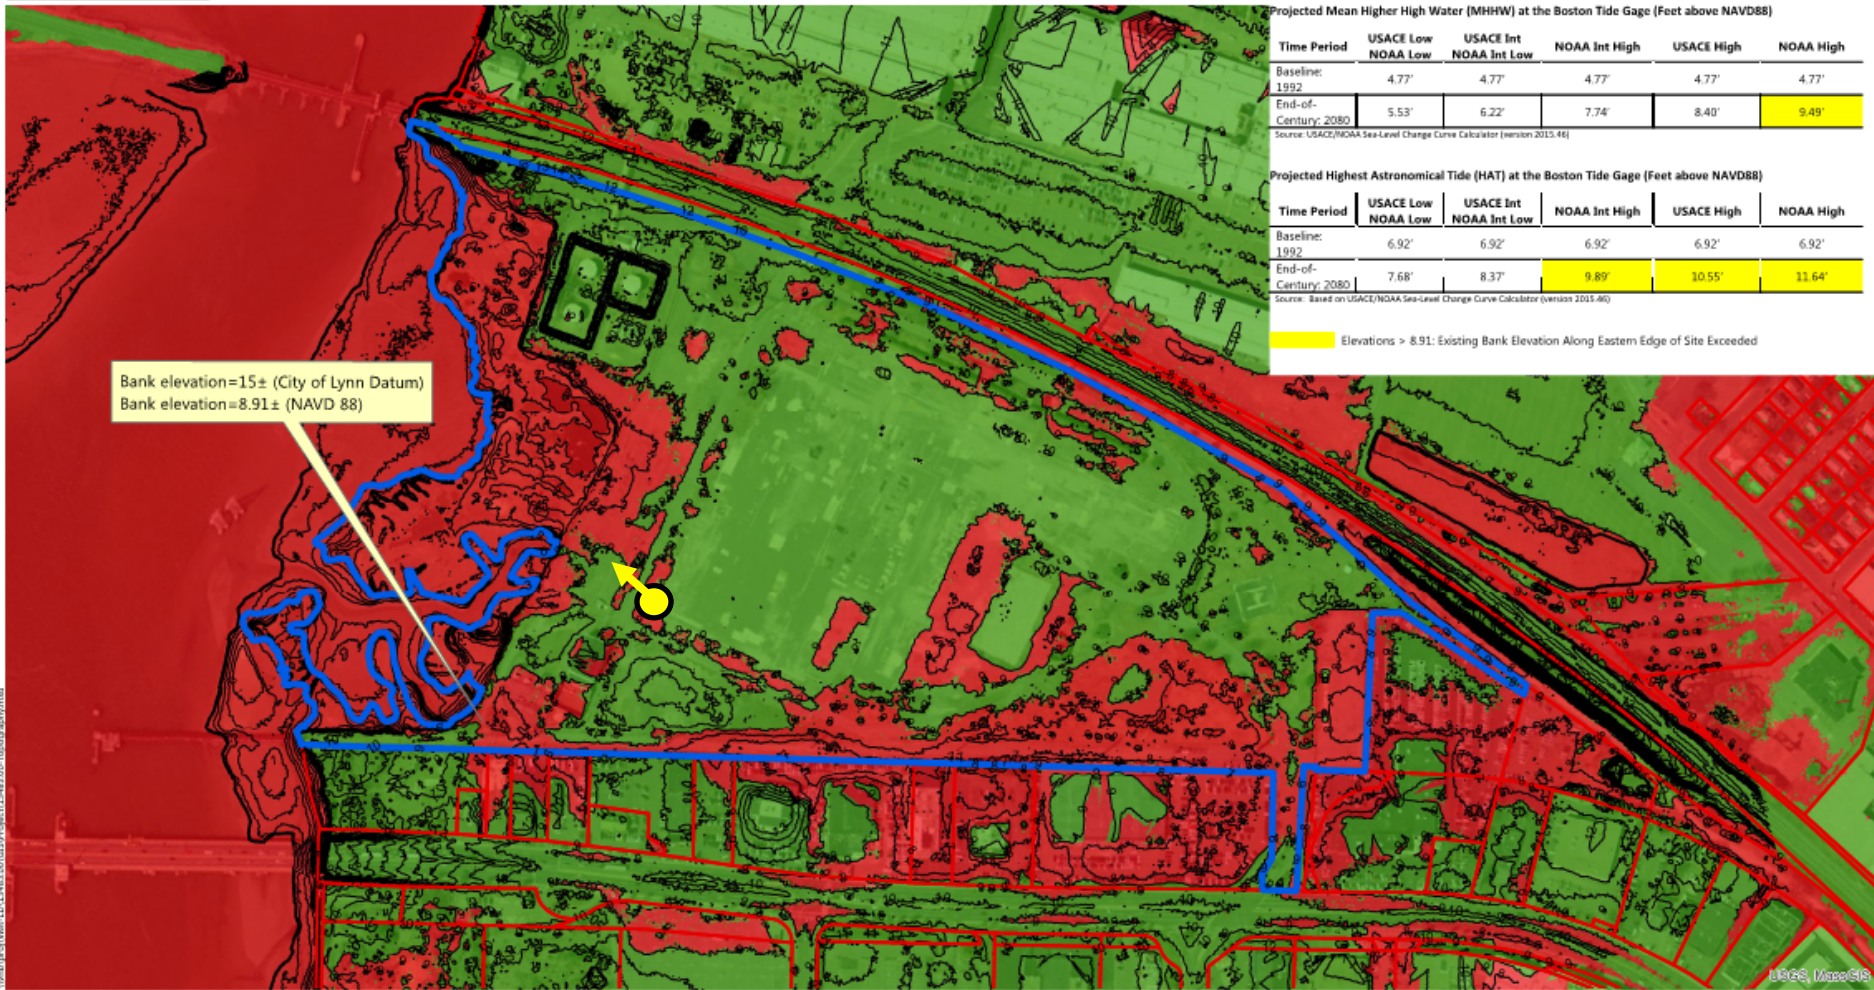 Projected Mean Higher High Water (MHHW) at the Boston Tide Gage (Feet above NAVD88)
Time Period USACE Low NOAA Low USACE Int NOAA Int Low NOAA Int High USACE High NOAA High
Baseline: 1992 4.77' 4.77' 4.77' 4.77' 4.77'
End-of-Century: 2080 5.53' 6.22' 7.74' 8.40' 9.49'
Source: USACE/NOAA Sea-Level Change Curve Calculator (version 2015.46)
Projected Highest Astronomical Tide (HAT) at the Boston Tide Gage (Feet above NAVD88)
Time Period USACE Low NOAA Low USACE Int NOAA Int Low NOAA Int High USACE High NOAA High
Baseline: 1992 6.92' 6.92' 6.92' 6.92' 6.92'
End-of-Century: 2080 7.68' 8.37' 9.89' 10.55' 11.64'
Source: Based on USACE/NOAA Sea-Level Change Curve Calculator (version 2015.46)
Elevations > 8.91: Existing Bank Elevation Along Eastern Edge of Site Exceeded
Bank elevation=15± (City of Lynn Datum)
Bank elevation=8.91± (NAVD 88)
USGS, MassGIS